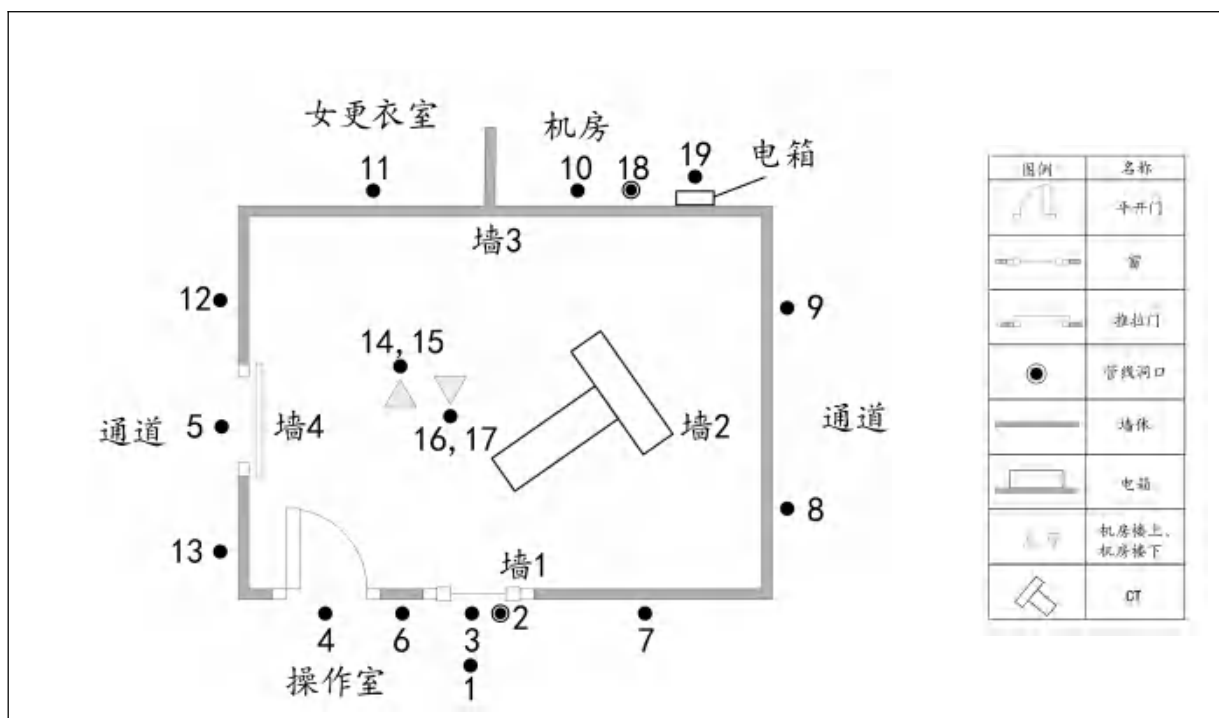 女更衣室
机房
电箱
11
10
18
19
墙3
12
9
14,15
通道
5
墙4
16,17
墙2
通道
8
13
墙1
4
6
3
2
7
操作室
1
图例
名称
平开门
窗
推拉门
管线洞口
墙体
电箱
机房楼上、
机房楼下
CT